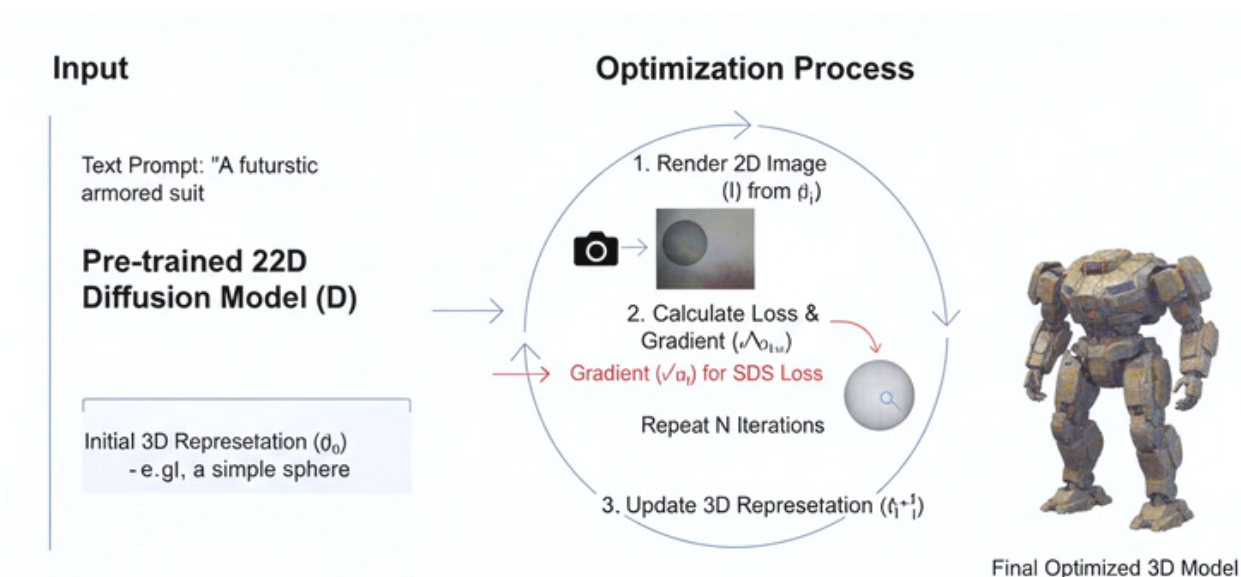 Input
Text Prompt: "A futurstic
armored suit
Pre-trained 22D
Diffusion Model (D)
Initial 3D Represetation
- e.gl, a simple sphere
Optimization Process
1. Render 2D Image
(I) from
2. Calculate Loss &
Gradient
Gradient for SDS Loss
Repeat N Iterations
3. Update 3D Represetation
Final Optimized 3D Model